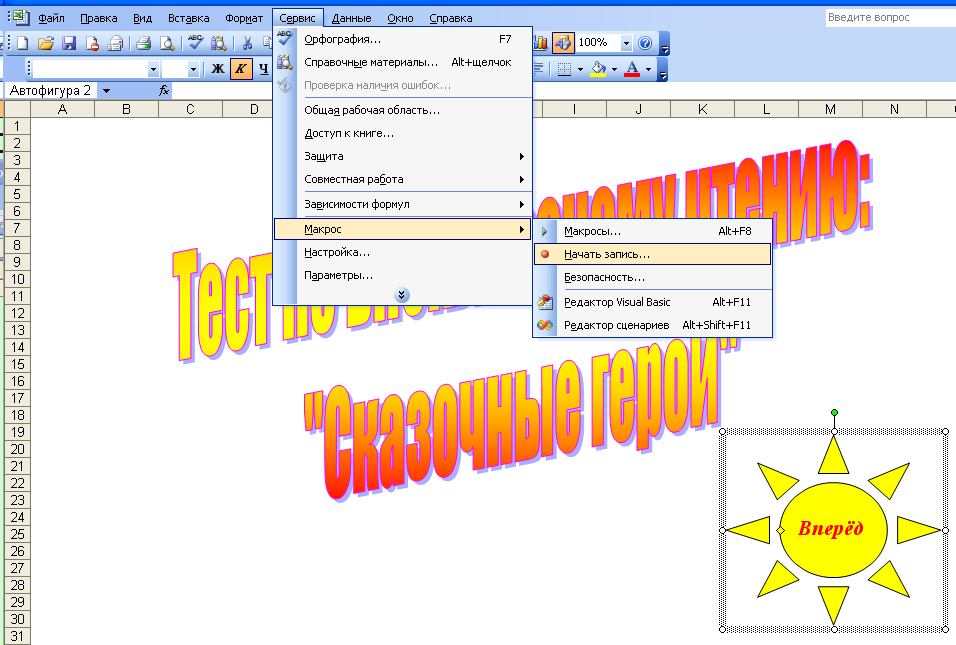 Файл Правка Вид Вставка Формат Сервис Данные Окно Справка
Введите вопрос
100%
Ж К Ч
Автофигура 2 fx
A B C D I J K L M N
Орфография... F7
Справочные материалы... Alt+щелчок
Проверка наличия ошибок...
Общая рабочая область...
Доступ к книге...
Защита
Совместная работа
Зависимости формул
Макрос
Настройка...
Параметры...
Макросы... Alt+F8
Начать запись...
Безопасность...
Редактор Visual Basic Alt+F11
Редактор сценариев Alt+Shift+F11
1
2
3
4
5
6
7
8
9
10
11
12
13
14
15
16
17
18
19
20
21
22
23
24
25
26
27
28
29
30
31
Тест по чтению:
"Сказочные герои"
Вперёд